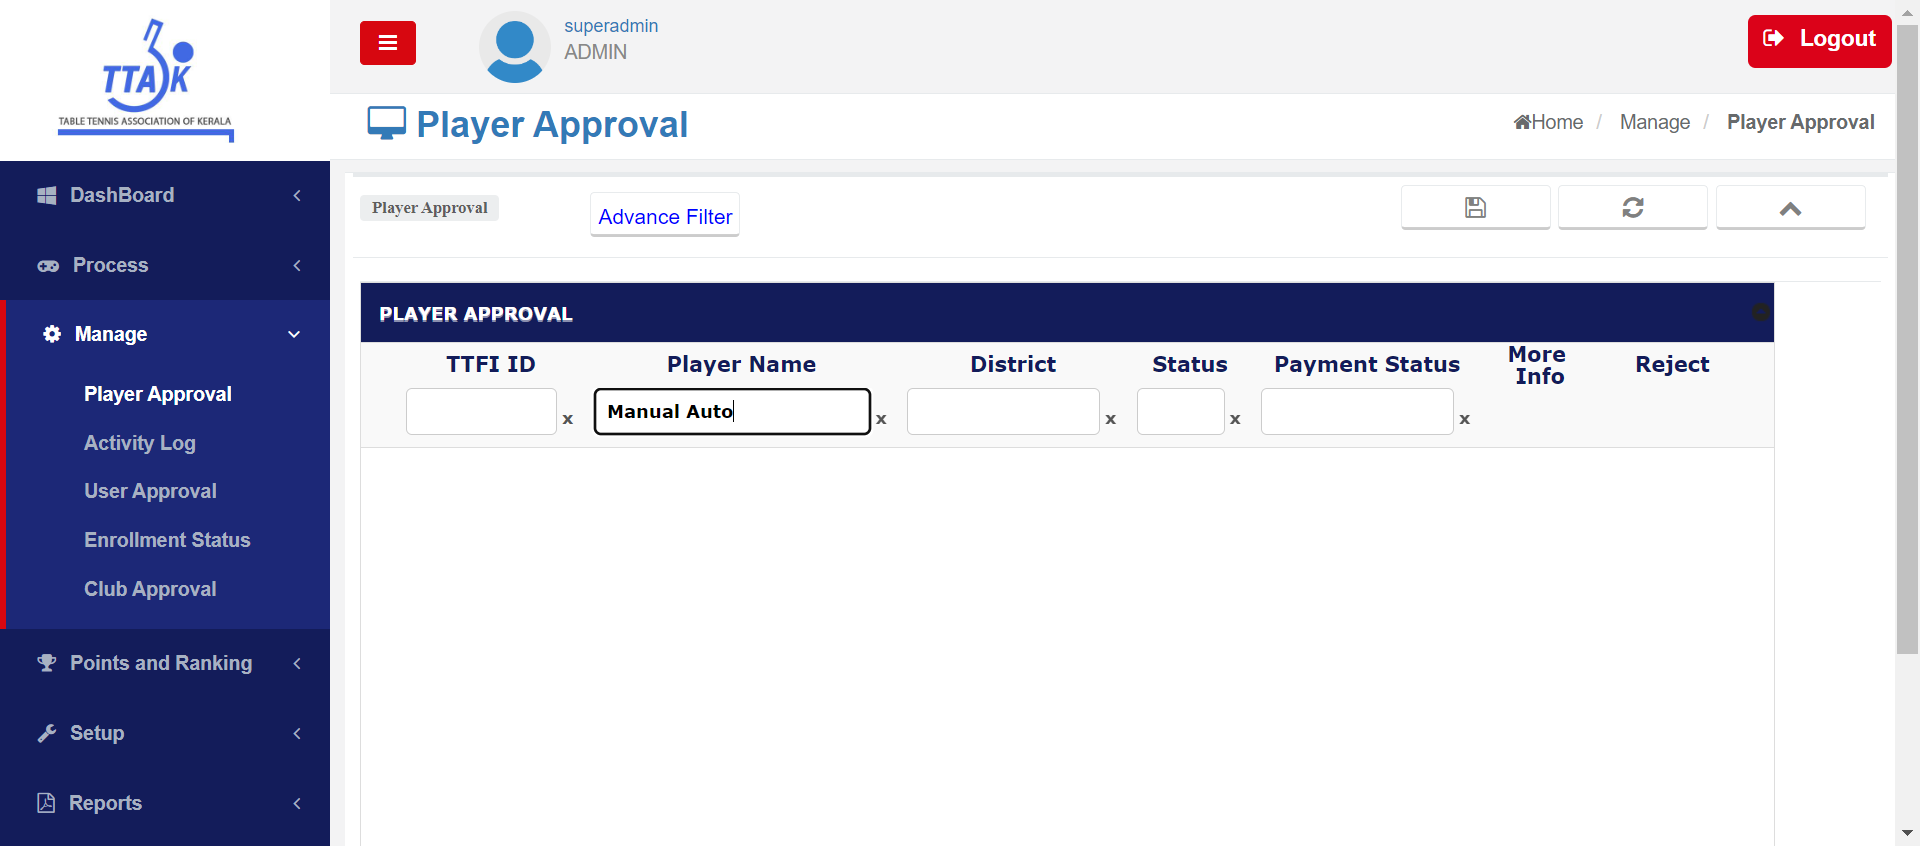 TTAK
TABLE TENNIS ASSOCIATION OF KERALA
superadmin
ADMIN
Logout
Player Approval
Home / Manage / Player Approval
DashBoard
Process
Manage
Player Approval
Activity Log
User Approval
Enrollment Status
Club Approval
Points and Ranking
Setup
Reports
Player Approval
Advance Filter
PLAYER APPROVAL
TTFI ID Player Name District Status Payment Status More Info Reject
x Manual Auto x x x x